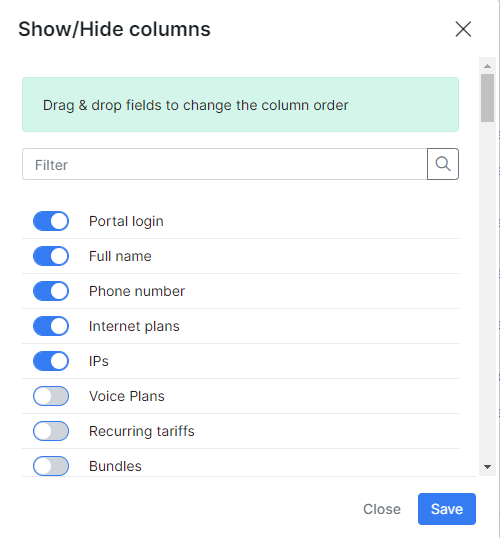 Show/Hide columns
Drag & drop fields to change the column order
Filter
Portal login
Full name
Phone number
Internet plans
IPs
Voice Plans
Recurring tariffs
Bundles
Close Save